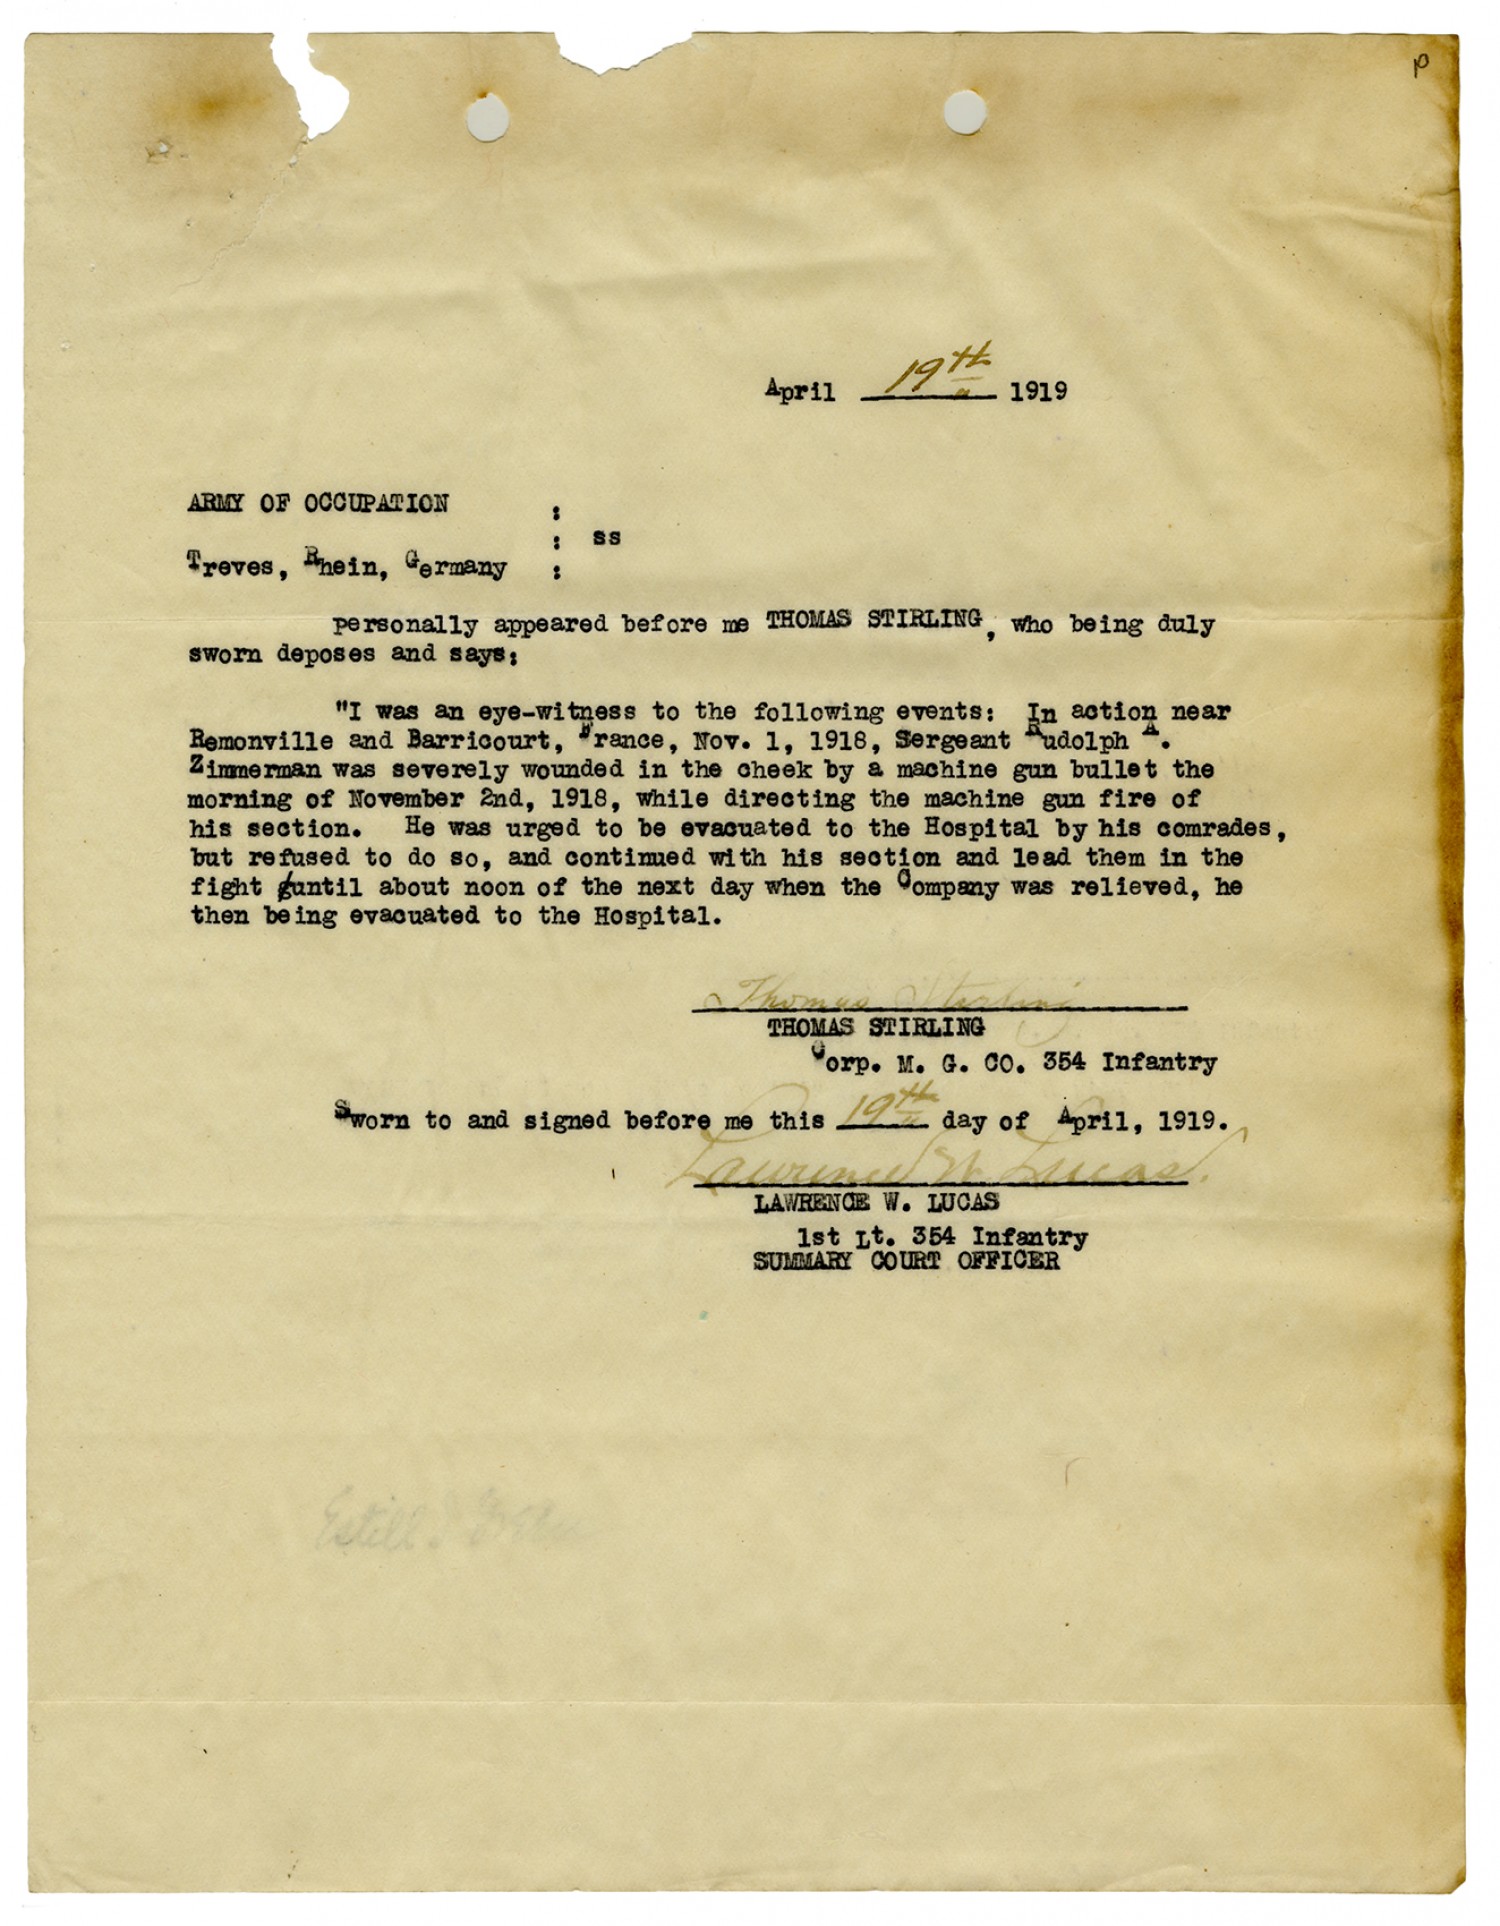 April 19th 1919
ARMY OF OCCUPATION :
: ss
Treves, Rhein, Germany :
personally appeared before me THOMAS STIRLING, who being duly
sworn deposes and says:
"I was an eye-witness to the following events: In action near
Remonville and Barricourt, France, Nov. 1, 1918, Sergeant Rudolph A.
Zimmerman was severely wounded in the cheek by a machine gun bullet the
morning of November 2nd, 1918, while directing the machine gun fire of
his section. He was urged to be evacuated to the Hospital by his comrades,
but refused to do so, and continued with his section and lead them in the
fight until about noon of the next day when the Company was relieved, he
then being evacuated to the Hospital.
Thomas Stirling
THOMAS STIRLING
Corp. M. G. CO. 354 Infantry
Sworn to and signed before me this 19th day of April, 1919.
Lawrence W. Lucas.
LAWRENCE W. LUCAS
1st Lt. 354 Infantry
SUMMARY COURT OFFICER